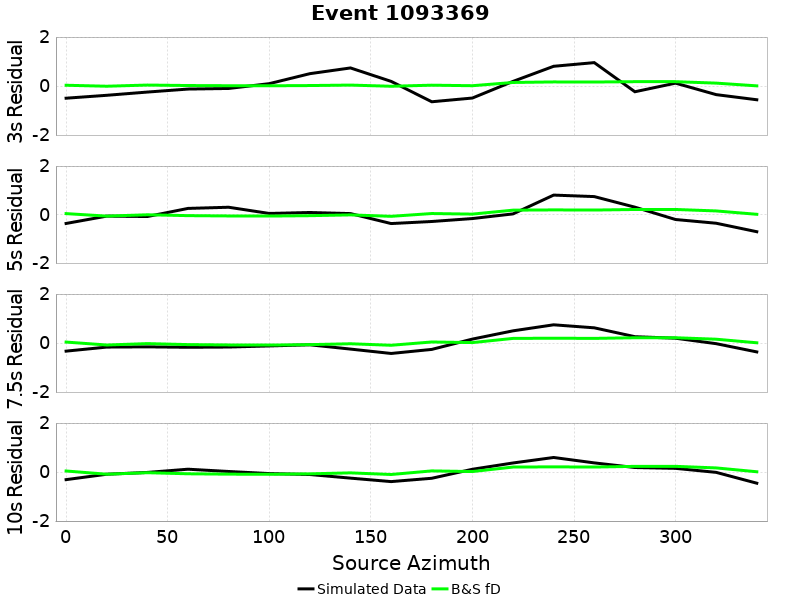 Event 1093369
3s Residual
2
0
-2
5s Residual
2
0
-2
7.5s Residual
2
0
-2
10s Residual
2
0
-2
0 50 100 150 200 250 300
Source Azimuth
Simulated Data B&S fD